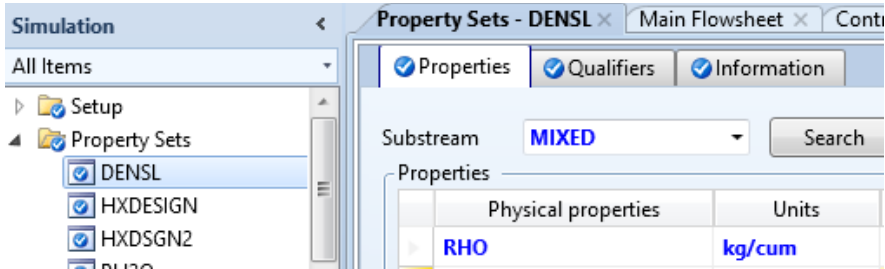 Simulation
All Items
Setup
Property Sets
DENSL
HXDESIGN
HXDSGN2
Property Sets - DENSL
Main Flowsheet
Properties
Qualifiers
Information
Substream
MIXED
Search
Properties
Physical properties
Units
RHO
kg/cum